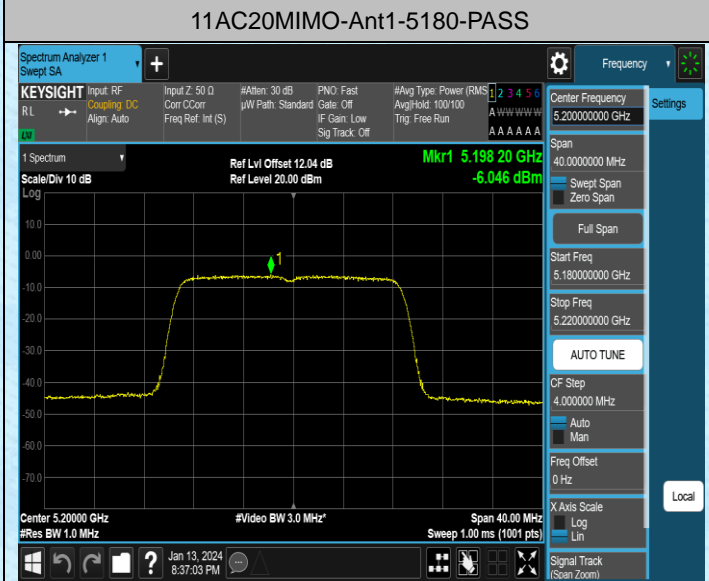 11AC20MIMO-Ant1-5180-PASS
Spectrum Analyzer 1
Swept SA
+
Frequency
KEYSIGHT
RL
LXI
Input: RF
Coupling: DC
Align: Auto
Input Z: 50 Ω
Corr CCorr
Freq Ref: Int (S)
#Atten: 30 dB
µW Path: Standard
PNO: Fast
Gate: Off
IF Gain: Low
Sig Track: Off
#Avg Type: Power (RMS
Avg|Hold: 100/100
Trig: Free Run
1 2 3 4 5 6
A W W W W W
A A A A A A
Center Frequency
5.200000000 GHz
Settings
Span
40.0000000 MHz
Swept Span
Zero Span
Full Span
Start Freq
5.180000000 GHz
Stop Freq
5.220000000 GHz
AUTO TUNE
CF Step
4.000000 MHz
Auto
Man
Freq Offset
0 Hz
X Axis Scale
Log
Lin
Local
Signal Track
(Span Zoom)
1 Spectrum
Scale/Div 10 dB
Log
Ref Lvl Offset 12.04 dB
Ref Level 20.00 dBm
Mkr1 5.198 20 GHz
-6.046 dBm
10.0
0.00
-10.0
-20.0
-30.0
-40.0
-50.0
-60.0
-70.0
1
Center 5.20000 GHz
#Res BW 1.0 MHz
#Video BW 3.0 MHz*
Span 40.00 MHz
Sweep 1.00 ms (1001 pts)
?
Jan 13, 2024
8:37:03 PM